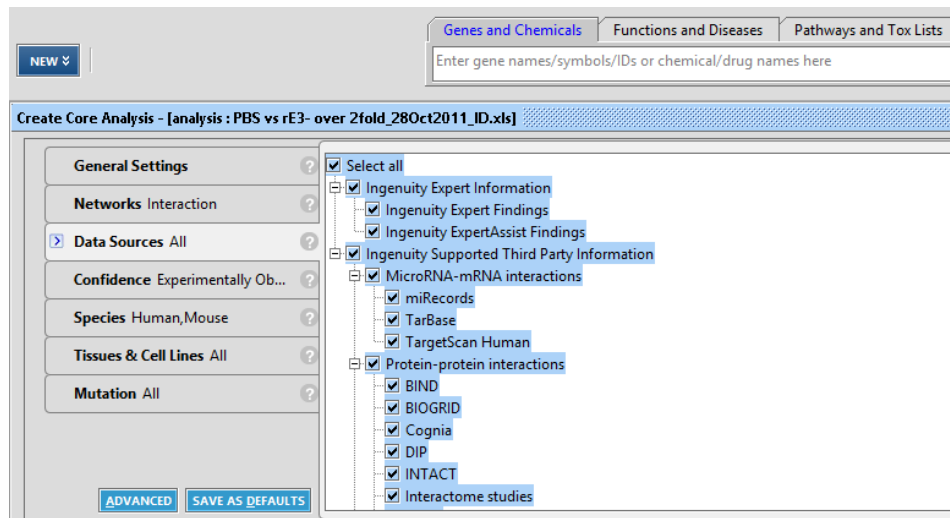 Genes and Chemicals Functions and Diseases Pathways and Tox Lists
NEW
Enter gene names/symbols/IDs or chemical/drug names here
Create Core Analysis - [analysis : PBS vs rE3- over 2fold_28Oct2011_ID.xls]
General Settings ?
Networks Interaction ?
Data Sources All ?
Confidence Experimentally Ob... ?
Species Human,Mouse ?
Tissues & Cell Lines All ?
Mutation All ?
ADVANCED SAVE AS DEFAULTS
Select all
Ingenuity Expert Information
Ingenuity Expert Findings
Ingenuity ExpertAssist Findings
Ingenuity Supported Third Party Information
MicroRNA-mRNA interactions
miRecords
TarBase
TargetScan Human
Protein-protein interactions
BIND
BIOGRID
Cognia
DIP
INTACT
Interactome studies